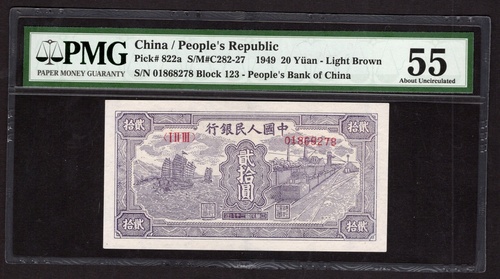 PMG
PAPER MONEY GUARANTY
China / People's Republic
Pick# 822a S/M#C282-27 1949 20 Yüan - Light Brown
S/N 01868278 Block 123 - People's Bank of China
55
About Uncirculated
貳拾
中國人民銀行
貳拾
I II III
01868278
貳拾圓
貳拾
貳拾